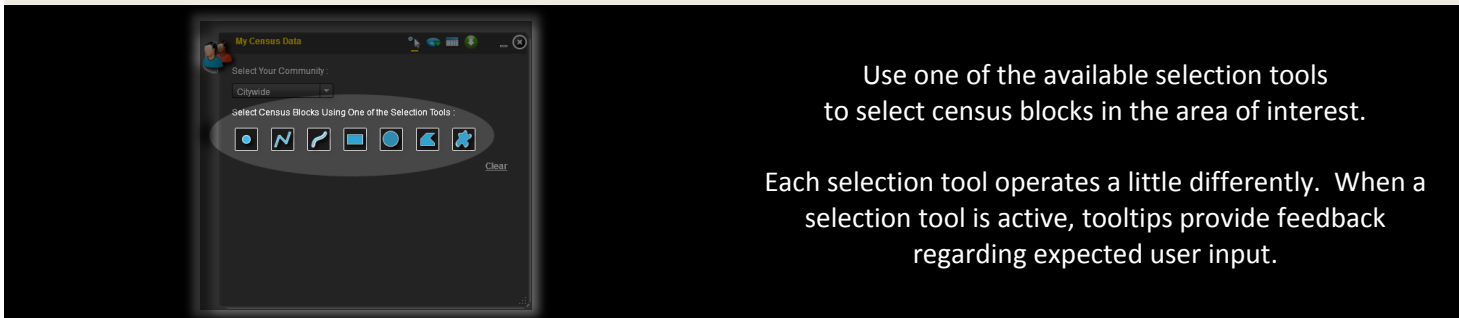 My Census Data
Select Your Community :
Citywide
Select Census Blocks Using One of the Selection Tools :
Clear
Use one of the available selection tools
to select census blocks in the area of interest.
Each selection tool operates a little differently.  When a
selection tool is active, tooltips provide feedback
regarding expected user input.